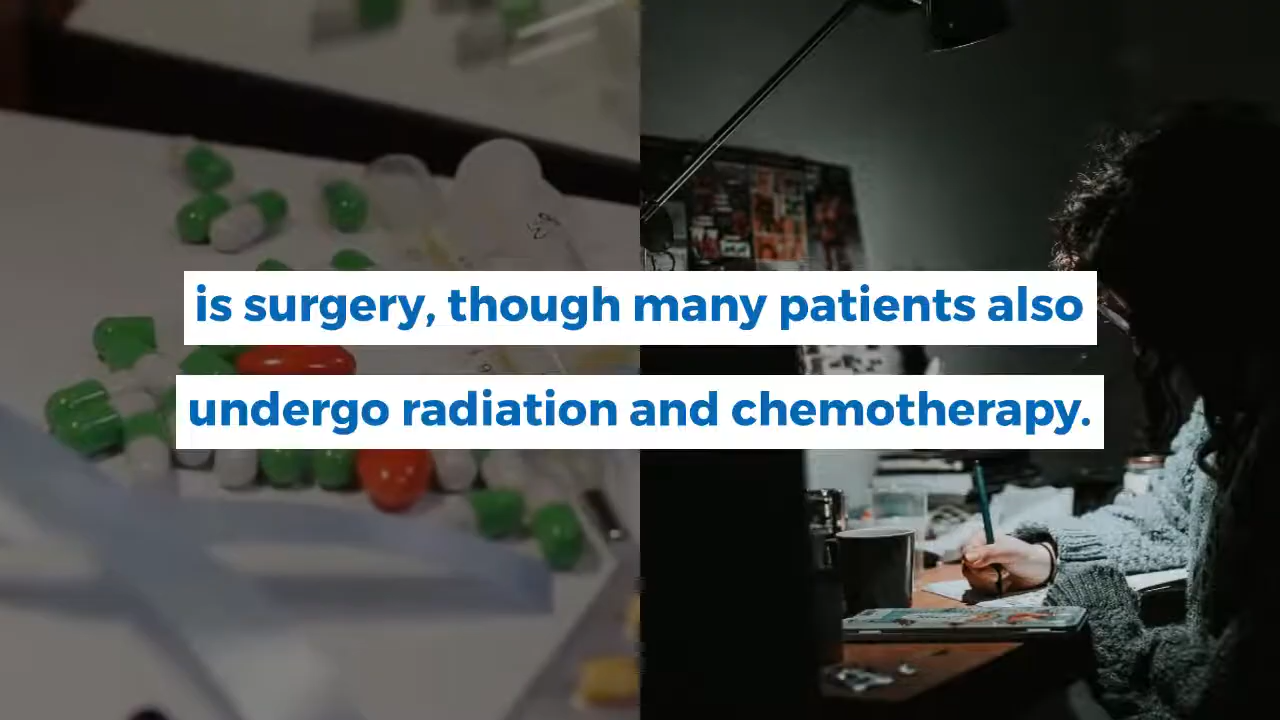 is surgery, though many patients also
undergo radiation and chemotherapy.